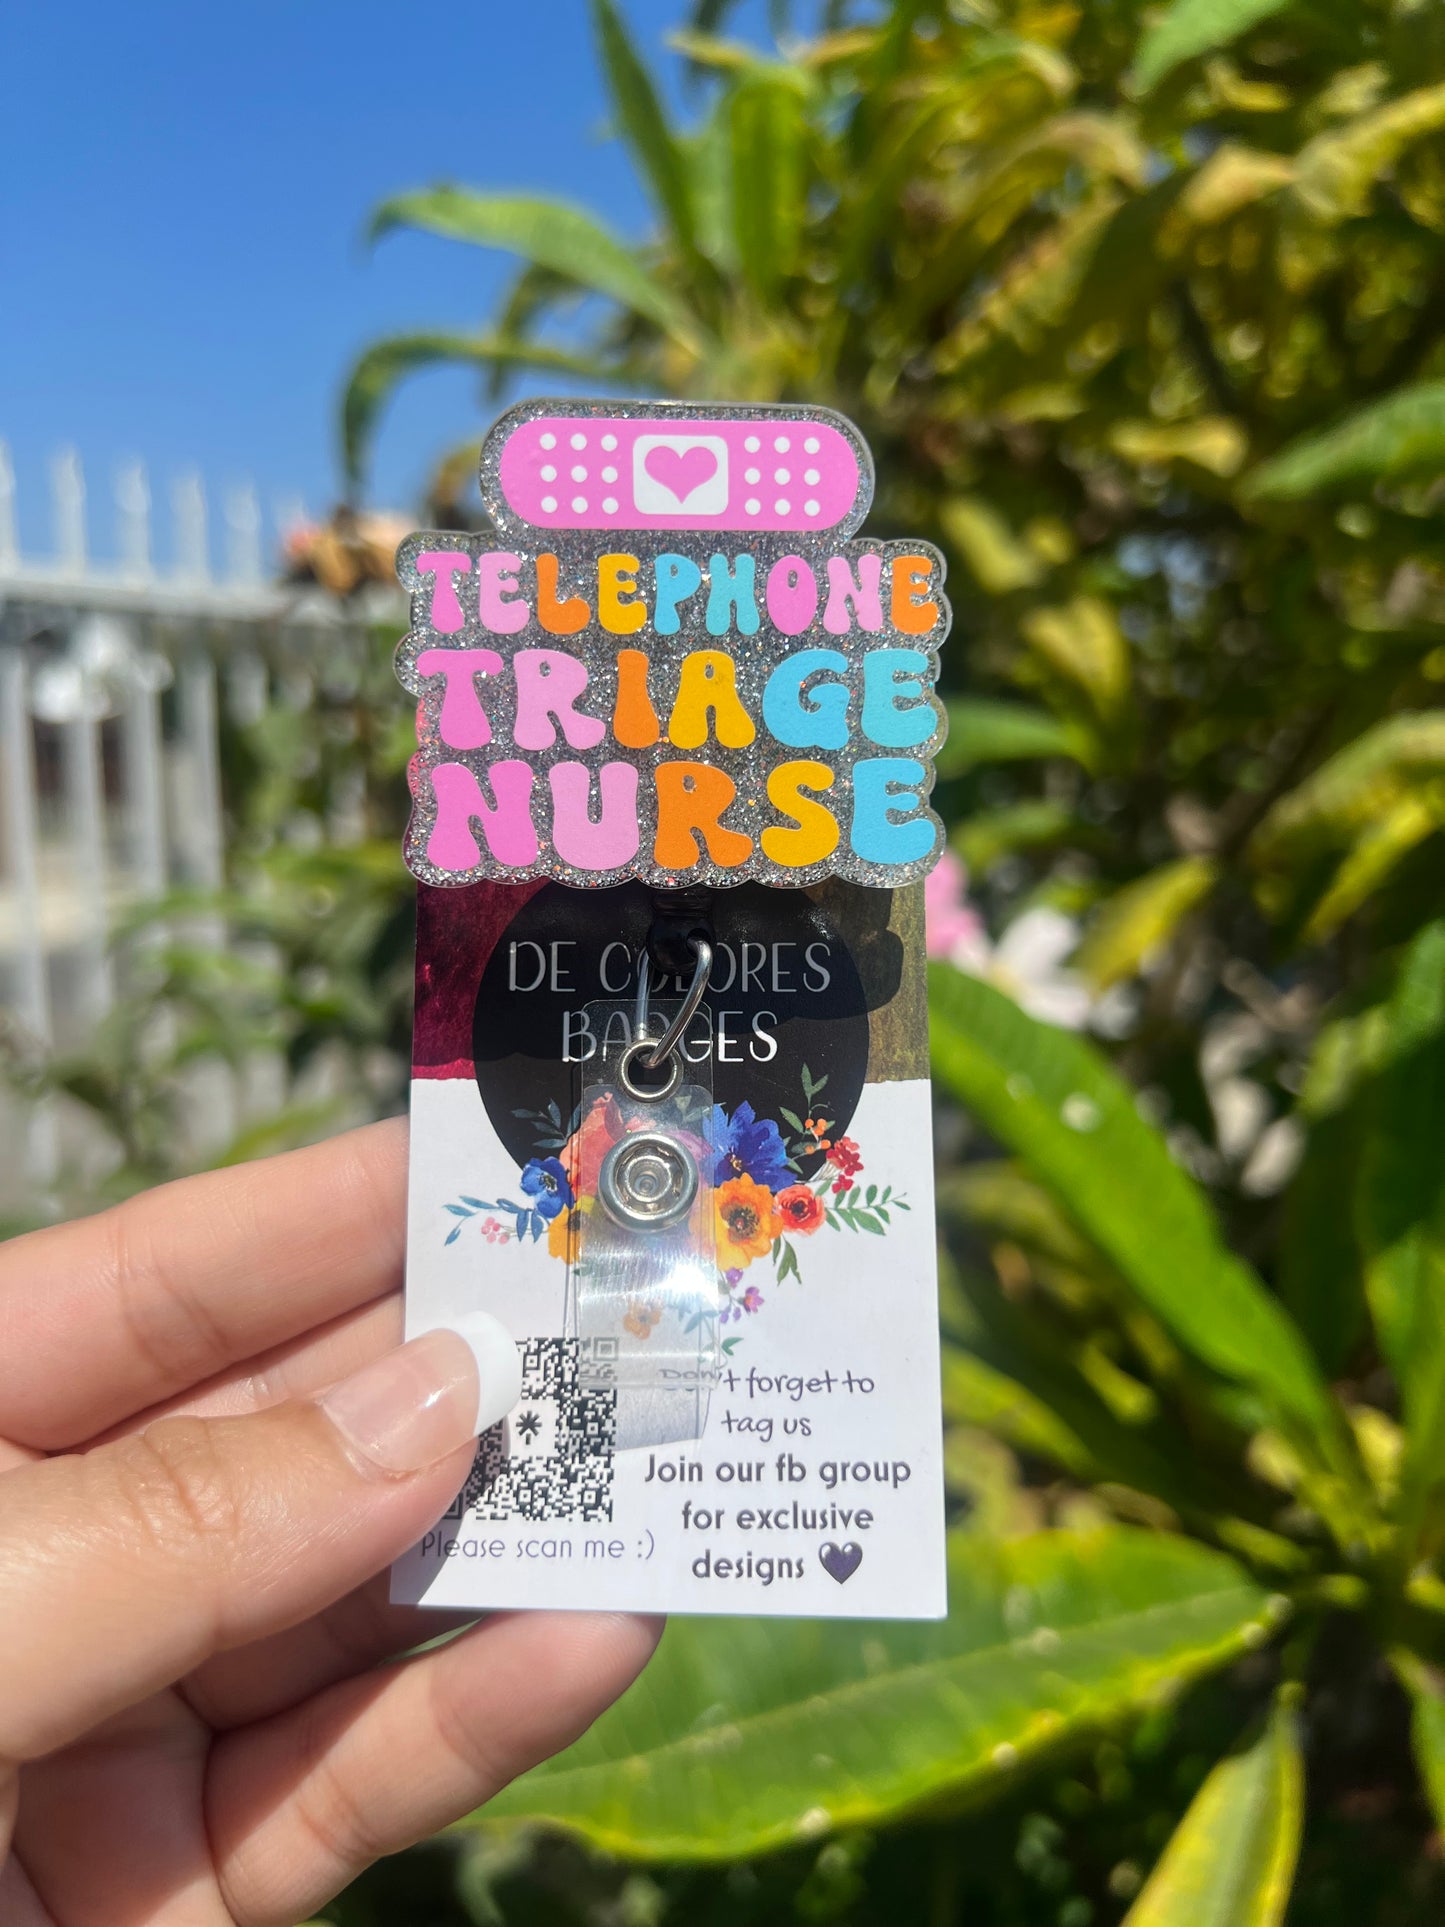 TELEPHONE
TRIAGE
NURSE
DE COLORES
BADGES
Don't forget to
tag us
Join our fb group
for exclusive
designs
Please scan me :)